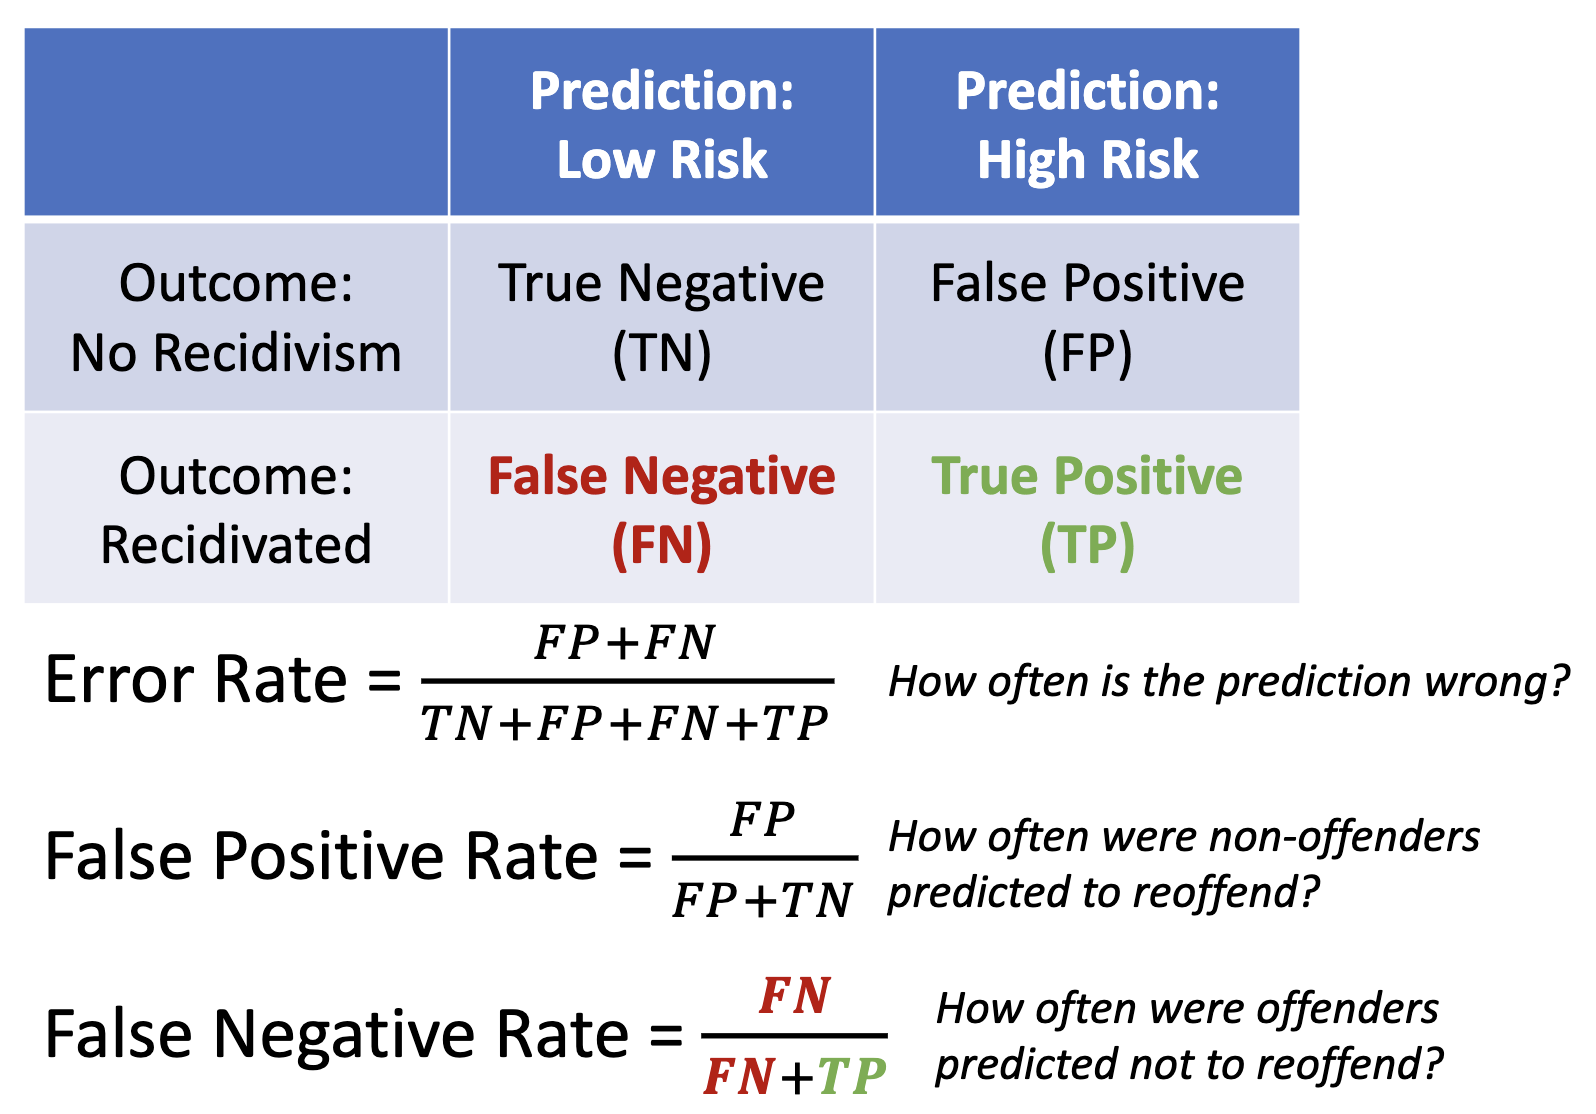 Prediction: Low Risk
Prediction: High Risk
Outcome: No Recidivism
True Negative (TN)
False Positive (FP)
Outcome: Recidivated
False Negative (FN)
True Positive (TP)
Error Rate = (FP+FN)/(TN+FP+FN+TP)
How often is the prediction wrong?
False Positive Rate = FP/(FP+TN)
How often were non-offenders
predicted to reoffend?
False Negative Rate = FN/(FN+TP)
How often were offenders
predicted not to reoffend?